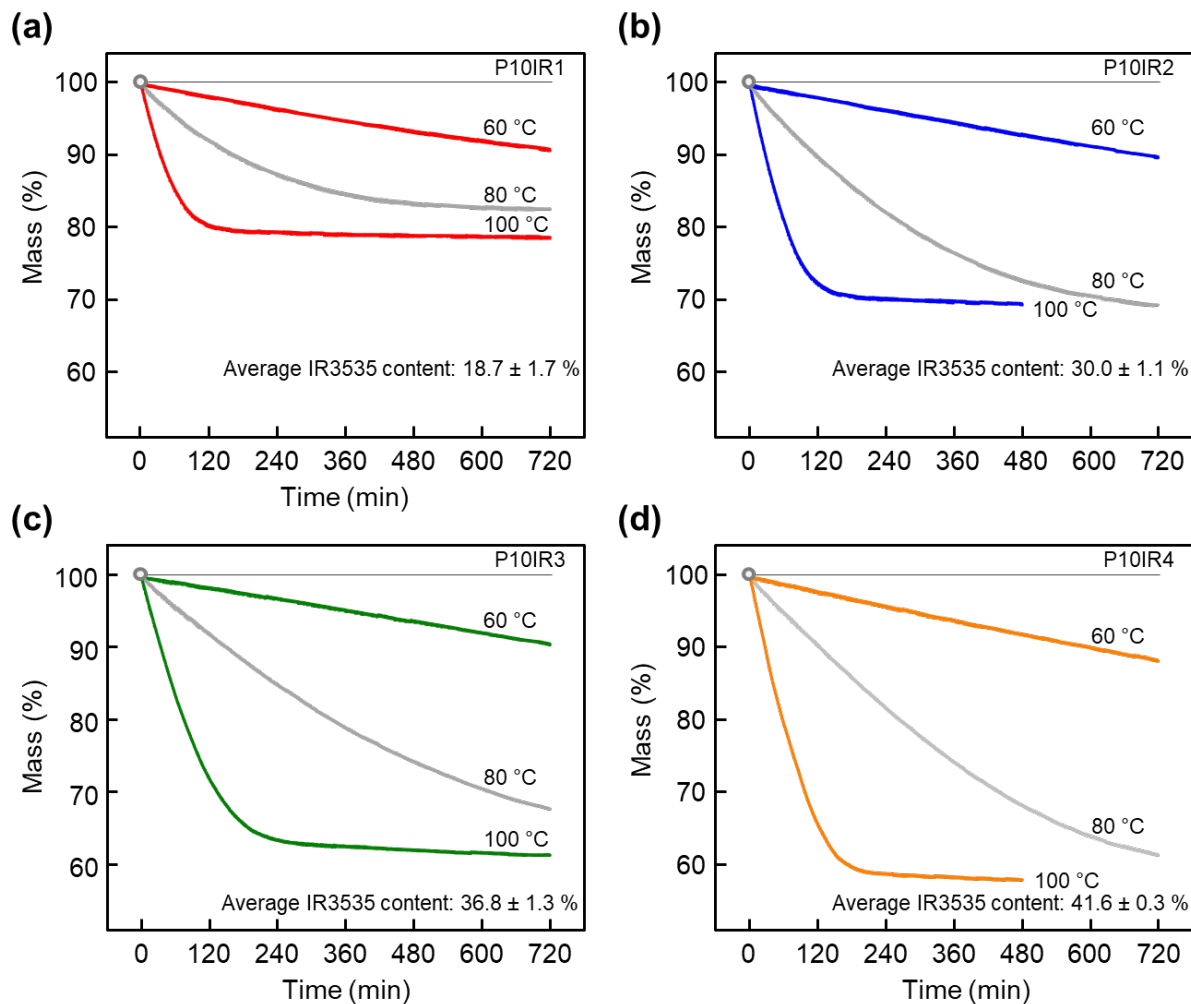 (a)
P10IR1
100
90
80
70
60
Mass (%)
60 °C
80 °C
100 °C
Average IR3535 content: 18.7 ± 1.7 %
0 120 240 360 480 600 720
Time (min)
(b)
P10IR2
100
90
80
70
60
Mass (%)
60 °C
80 °C
100 °C
Average IR3535 content: 30.0 ± 1.1 %
0 120 240 360 480 600 720
(c)
P10IR3
100
90
80
70
60
Mass (%)
60 °C
80 °C
100 °C
Average IR3535 content: 36.8 ± 1.3 %
0 120 240 360 480 600 720
Time (min)
(d)
P10IR4
100
90
80
70
60
Mass (%)
60 °C
80 °C
100 °C
Average IR3535 content: 41.6 ± 0.3 %
0 120 240 360 480 600 720
Time (min)